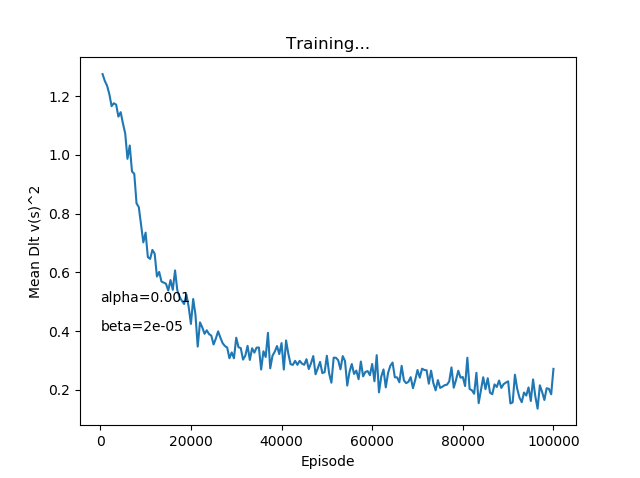 Training...
Mean Dlt v(s)^2
1.2
1.0
0.8
0.6
0.4
0.2
alpha=0.001
beta=2e-05
0 20000 40000 60000 80000 100000
Episode